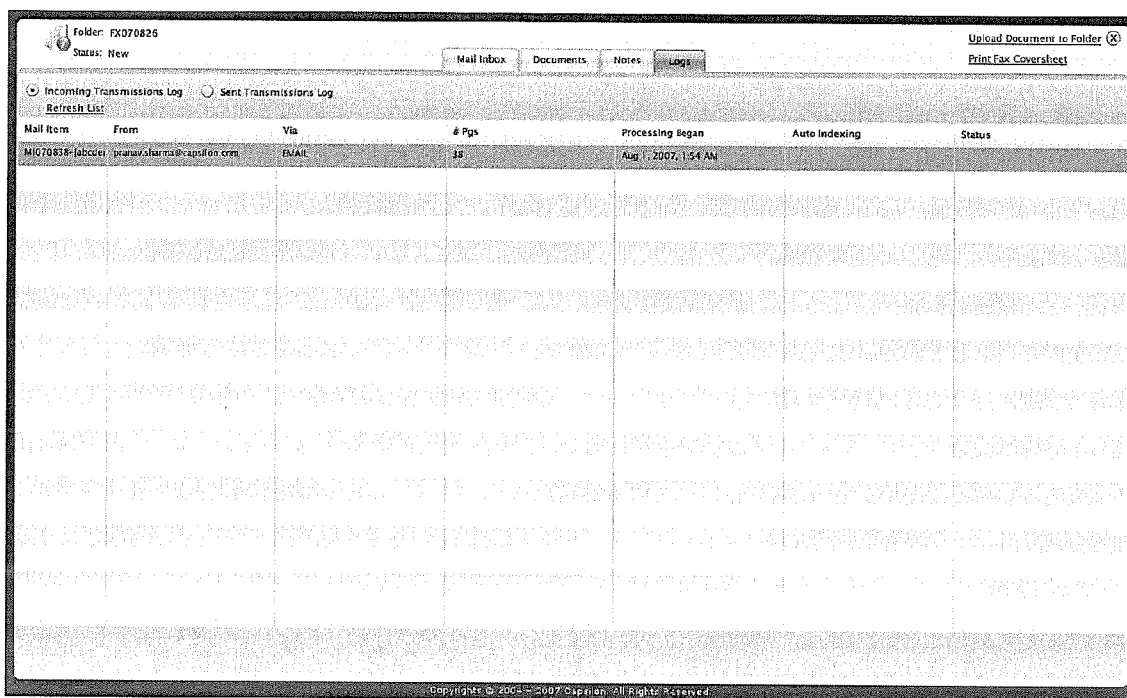 Folder: FX070826
Status: New
Upload Document to Folder
Print Fax Coversheet
Mail Inbox Documents Notes Logs
Incoming Transmissions Log Sent Transmissions Log
Refresh List
Mail Item From Via # Pgs Processing Began Auto Indexing Status
MI070838-[abcde] pranav.sharma@capsilon.com EMAIL 38 Aug 1, 2007, 1:54 AM
Copyrights © 2004 - 2007 Capsilon. All Rights Reserved.